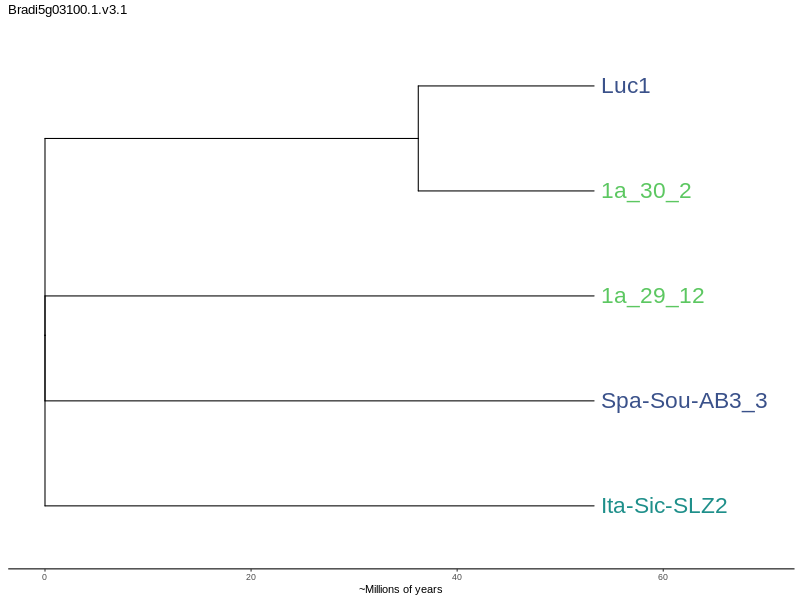 Bradi5g03100.1.v3.1
Luc1
1a_30_2
1a_29_12
Spa-Sou-AB3_3
Ita-Sic-SLZ2
0 20 40 60
~Millions of years